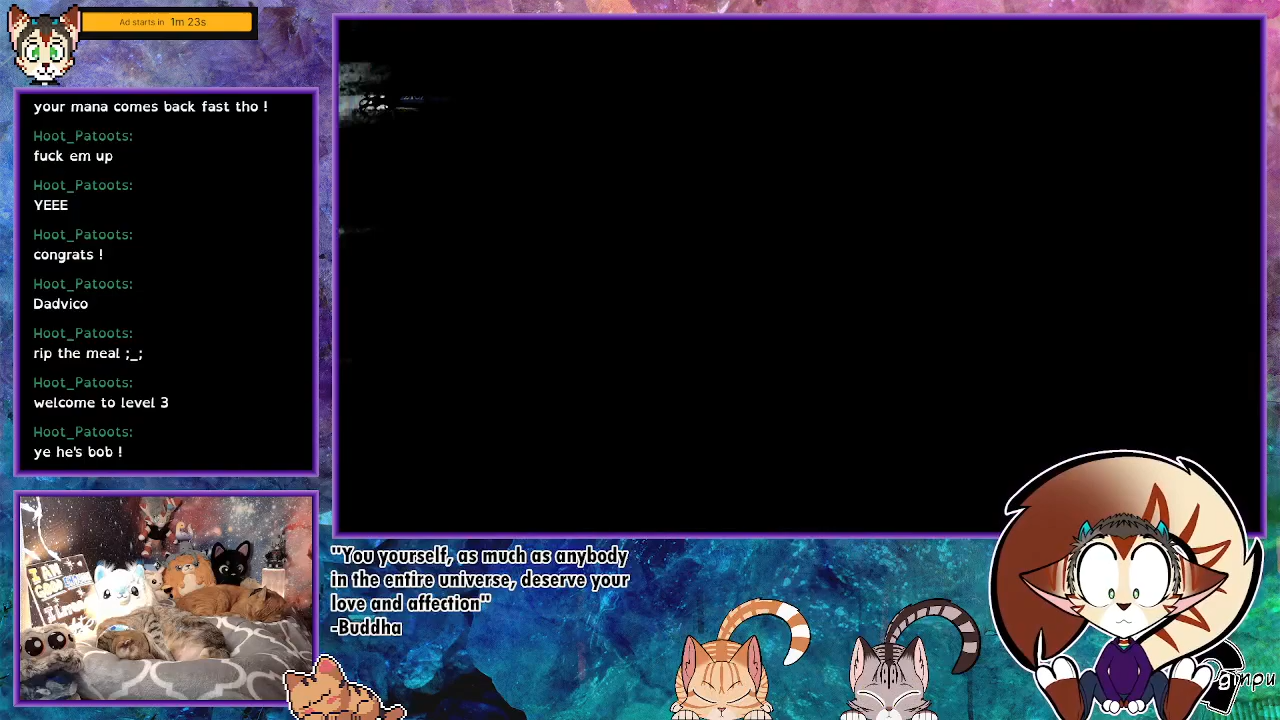 Ad starts in 1m 23s
your mana comes back fast tho !
Hoot_Patoots:
fuck em up
Hoot_Patoots:
YEEE
Hoot_Patoots:
congrats !
Hoot_Patoots:
Dadvico
Hoot_Patoots:
rip the meal ;_;
Hoot_Patoots:
welcome to level 3
Hoot_Patoots:
ye he's bob !
"You yourself, as much as anybody
in the entire universe, deserve your
love and affection"
-Buddha
I AM
Time